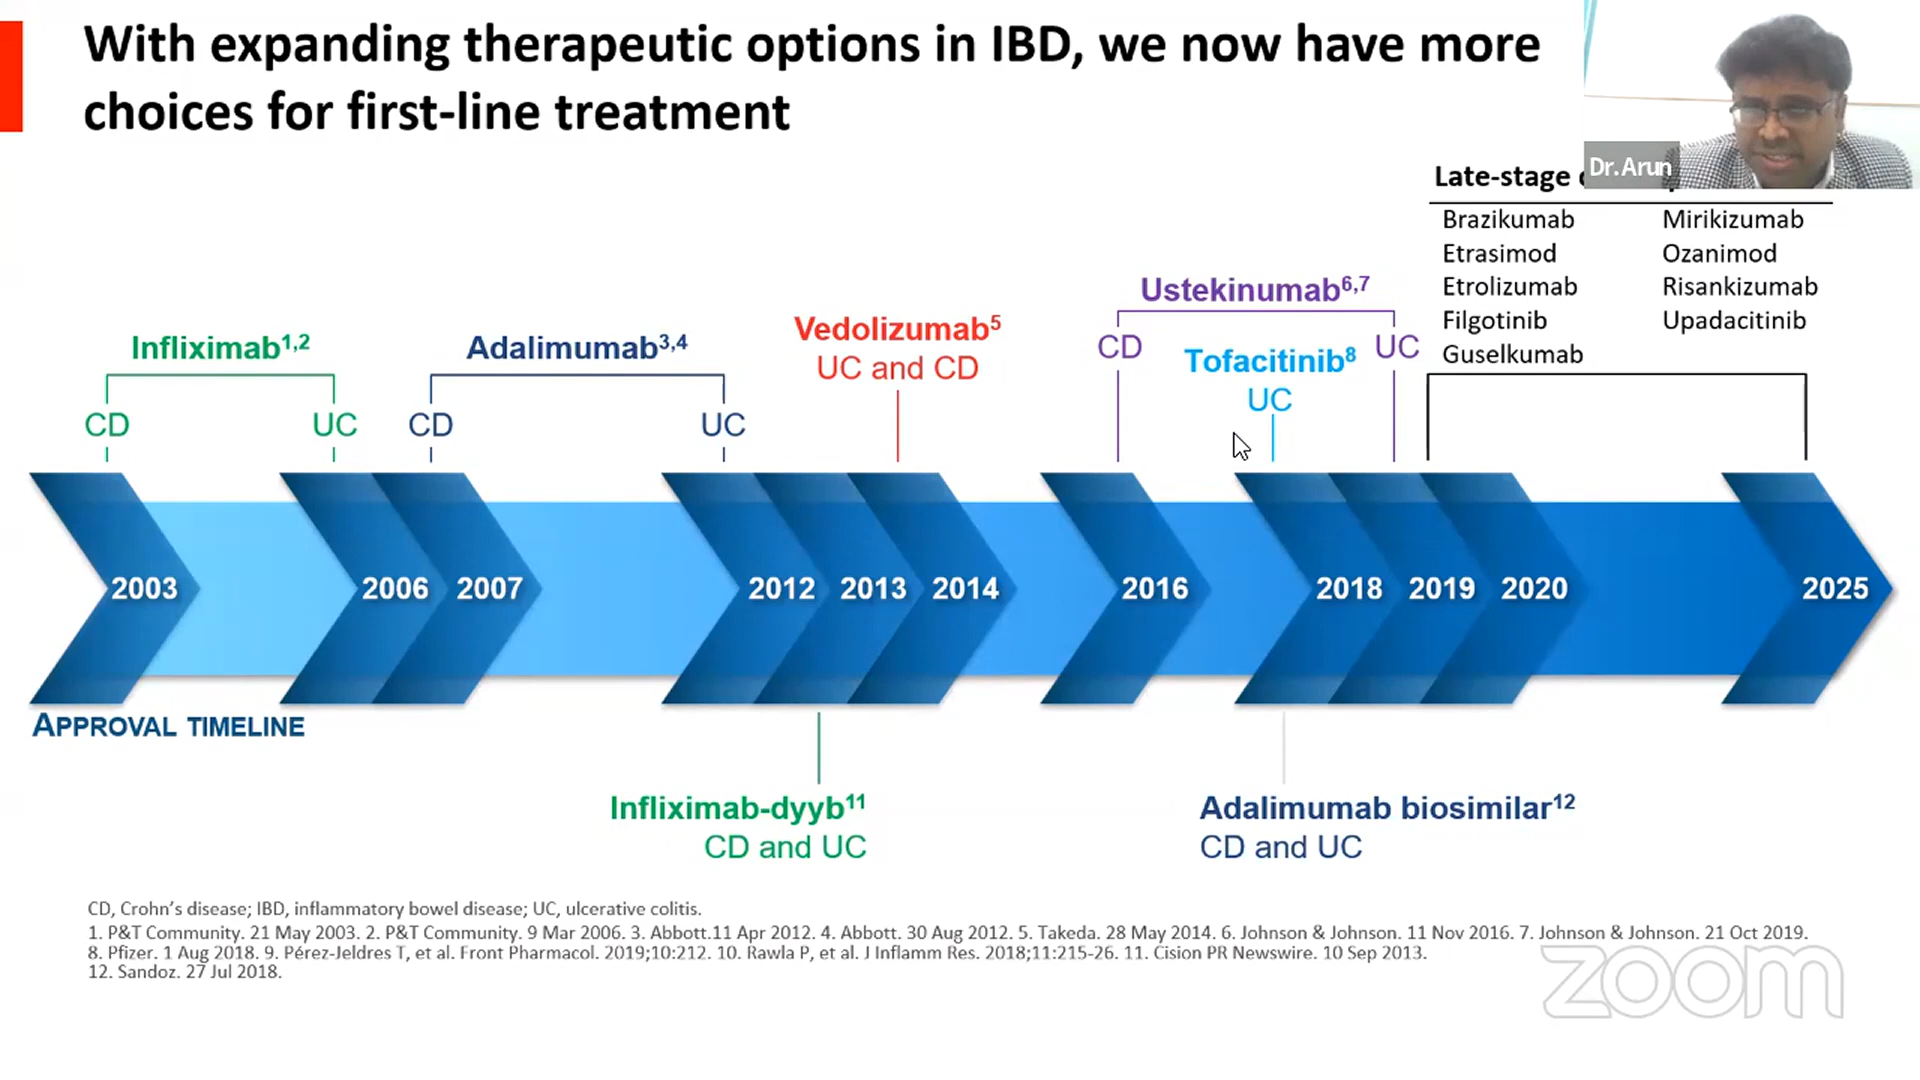 With expanding therapeutic options in IBD, we now have more
choices for first-line treatment
Dr. Arun
Late-stage
Brazikumab Mirikizumab
Etrasimod Ozanimod
Etrolizumab Risankizumab
Filgotinib Upadacitinib
Guselkumab
Infliximab1,2
CD UC
Adalimumab3,4
CD UC
Vedolizumab5
UC and CD
Ustekinumab6,7
CD UC
Tofacitinib8
UC
2003 2006 2007 2012 2013 2014 2016 2018 2019 2020 2025
APPROVAL TIMELINE
Infliximab-dyyb11
CD and UC
Adalimumab biosimilar12
CD and UC
CD, Crohn’s disease; IBD, inflammatory bowel disease; UC, ulcerative colitis.
1. P&T Community. 21 May 2003. 2. P&T Community. 9 Mar 2006. 3. Abbott.11 Apr 2012. 4. Abbott. 30 Aug 2012. 5. Takeda. 28 May 2014. 6. Johnson & Johnson. 11 Nov 2016. 7. Johnson & Johnson. 21 Oct 2019.
8. Pfizer. 1 Aug 2018. 9. Pérez-Jeldres T, et al. Front Pharmacol. 2019;10:212. 10. Rawla P, et al. J Inflamm Res. 2018;11:215-26. 11. Cision PR Newswire. 10 Sep 2013.
12. Sandoz. 27 Jul 2018.
zoom